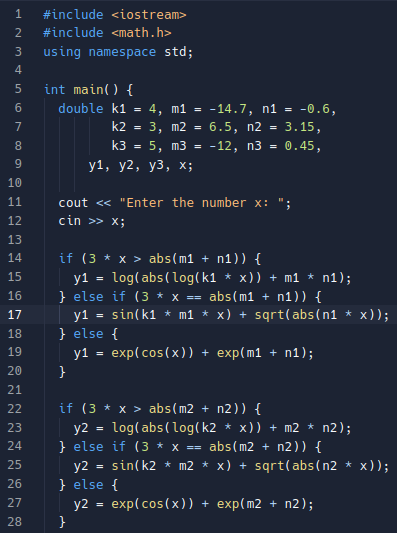 1 #include <iostream>
2 #include <math.h>
3 using namespace std;
4
5 int main() {
6 double k1 = 4, m1 = -14.7, n1 = -0.6,
7 k2 = 3, m2 = 6.5, n2 = 3.15,
8 k3 = 5, m3 = -12, n3 = 0.45,
9 y1, y2, y3, x;
10
11 cout << "Enter the number x: ";
12 cin >> x;
13
14 if (3 * x > abs(m1 + n1)) {
15 y1 = log(abs(log(k1 * x)) + m1 * n1);
16 } else if (3 * x == abs(m1 + n1)) {
17 y1 = sin(k1 * m1 * x) + sqrt(abs(n1 * x));
18 } else {
19 y1 = exp(cos(x)) + exp(m1 + n1);
20 }
21
22 if (3 * x > abs(m2 + n2)) {
23 y2 = log(abs(log(k2 * x)) + m2 * n2);
24 } else if (3 * x == abs(m2 + n2)) {
25 y2 = sin(k2 * m2 * x) + sqrt(abs(n2 * x));
26 } else {
27 y2 = exp(cos(x)) + exp(m2 + n2);
28 }